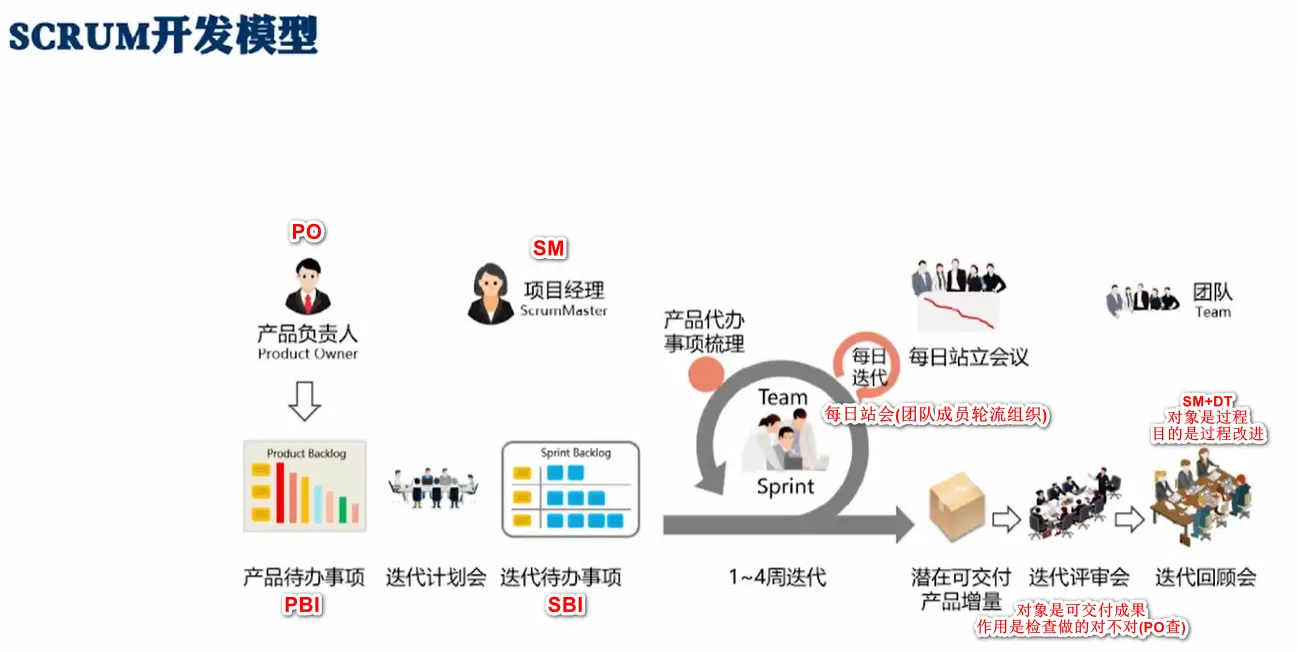 SCRUM开发模型
PO
产品负责人
Product Owner
SM
项目经理
ScrumMaster
产品代办
事项梳理
每日
迭代
每日站立会议
团队
Team
每日站会(团队成员轮流组织)
SM+DT
对象是过程
目的是过程改进
Product Backlog
Sprint Backlog
Team
Sprint
产品待办事项
PBI
迭代计划会
迭代待办事项
SBI
1~4周迭代
潜在可交付
产品增量
迭代评审会
对象是可交付成果
作用是检查做的对不对(PO查)
迭代回顾会